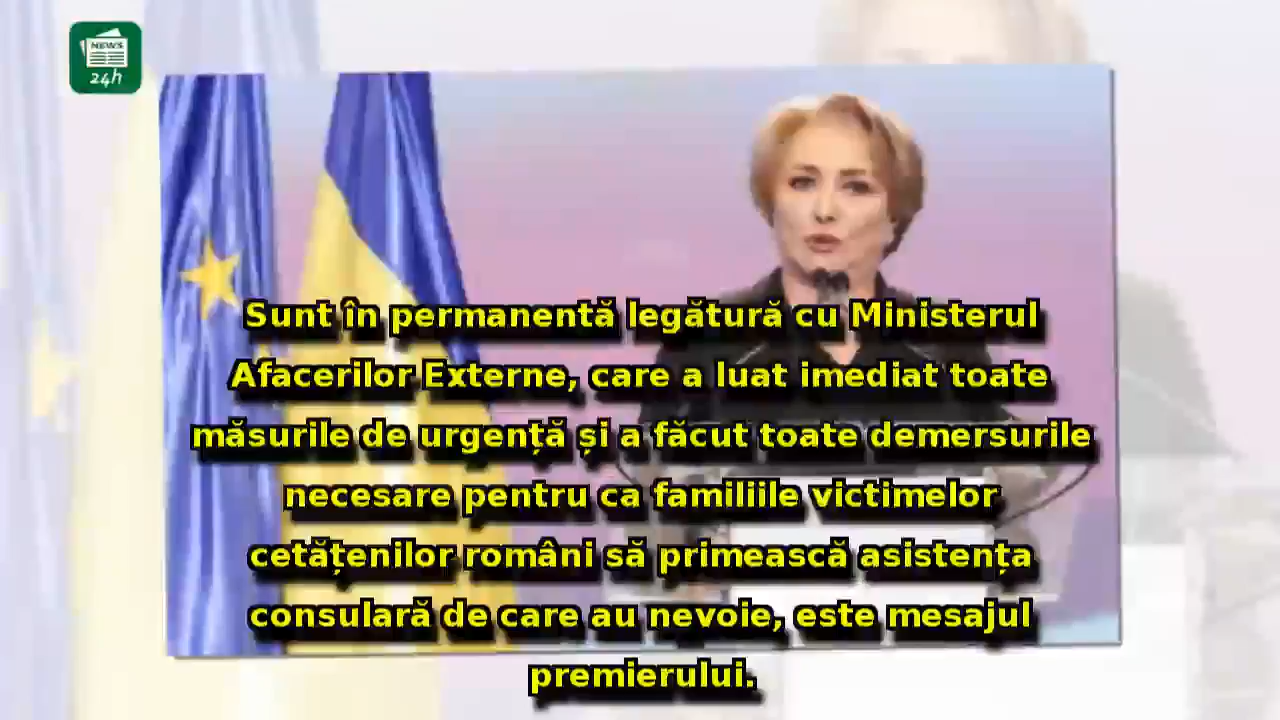 NEWS
24h
Sunt în permanentă legătură cu Ministerul
Afacerilor Externe, care a luat imediat toate
măsurile de urgență și a făcut toate demersurile
necesare pentru ca familiile victimelor
cetățenilor români să primească asistența
consulară de care au nevoie, este mesajul
premierului.